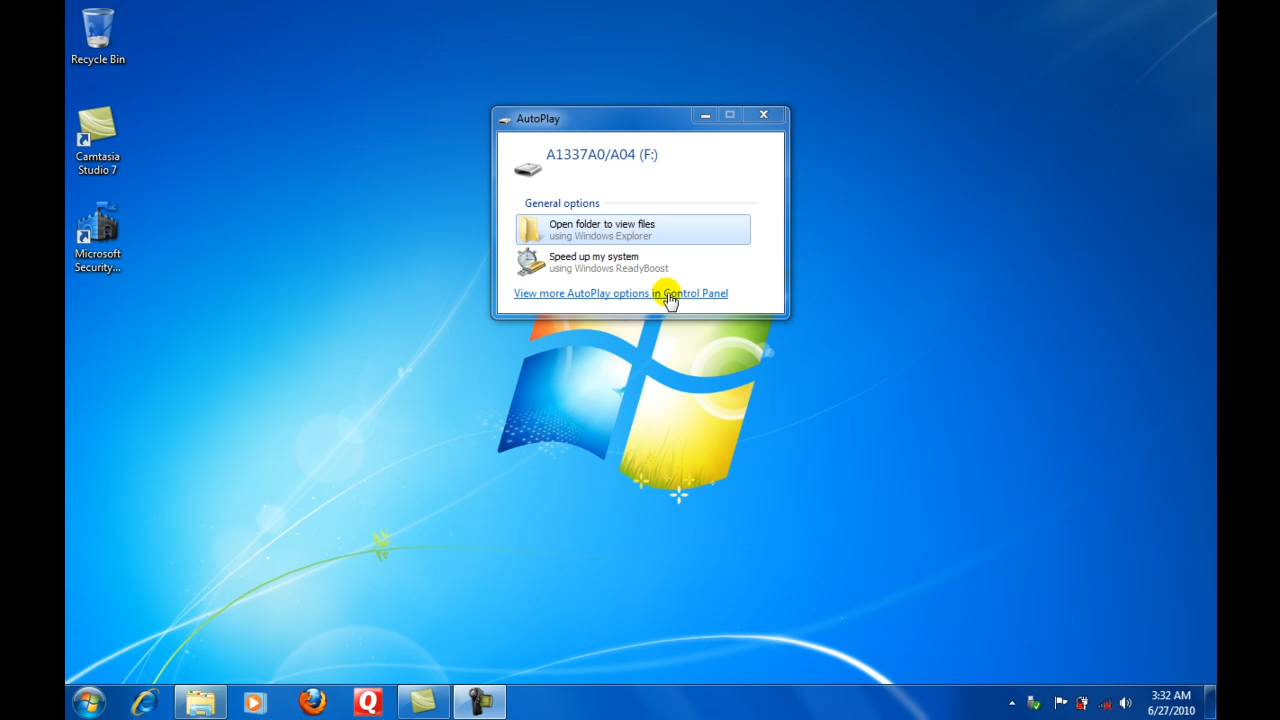 Recycle Bin
Camtasia
Studio 7
Microsoft
Security...
AutoPlay
A1337A0/A04 (F:)
General options
Open folder to view files
using Windows Explorer
Speed up my system
using Windows ReadyBoost
View more AutoPlay options in Control Panel
Q
3:32 AM
6/27/2010